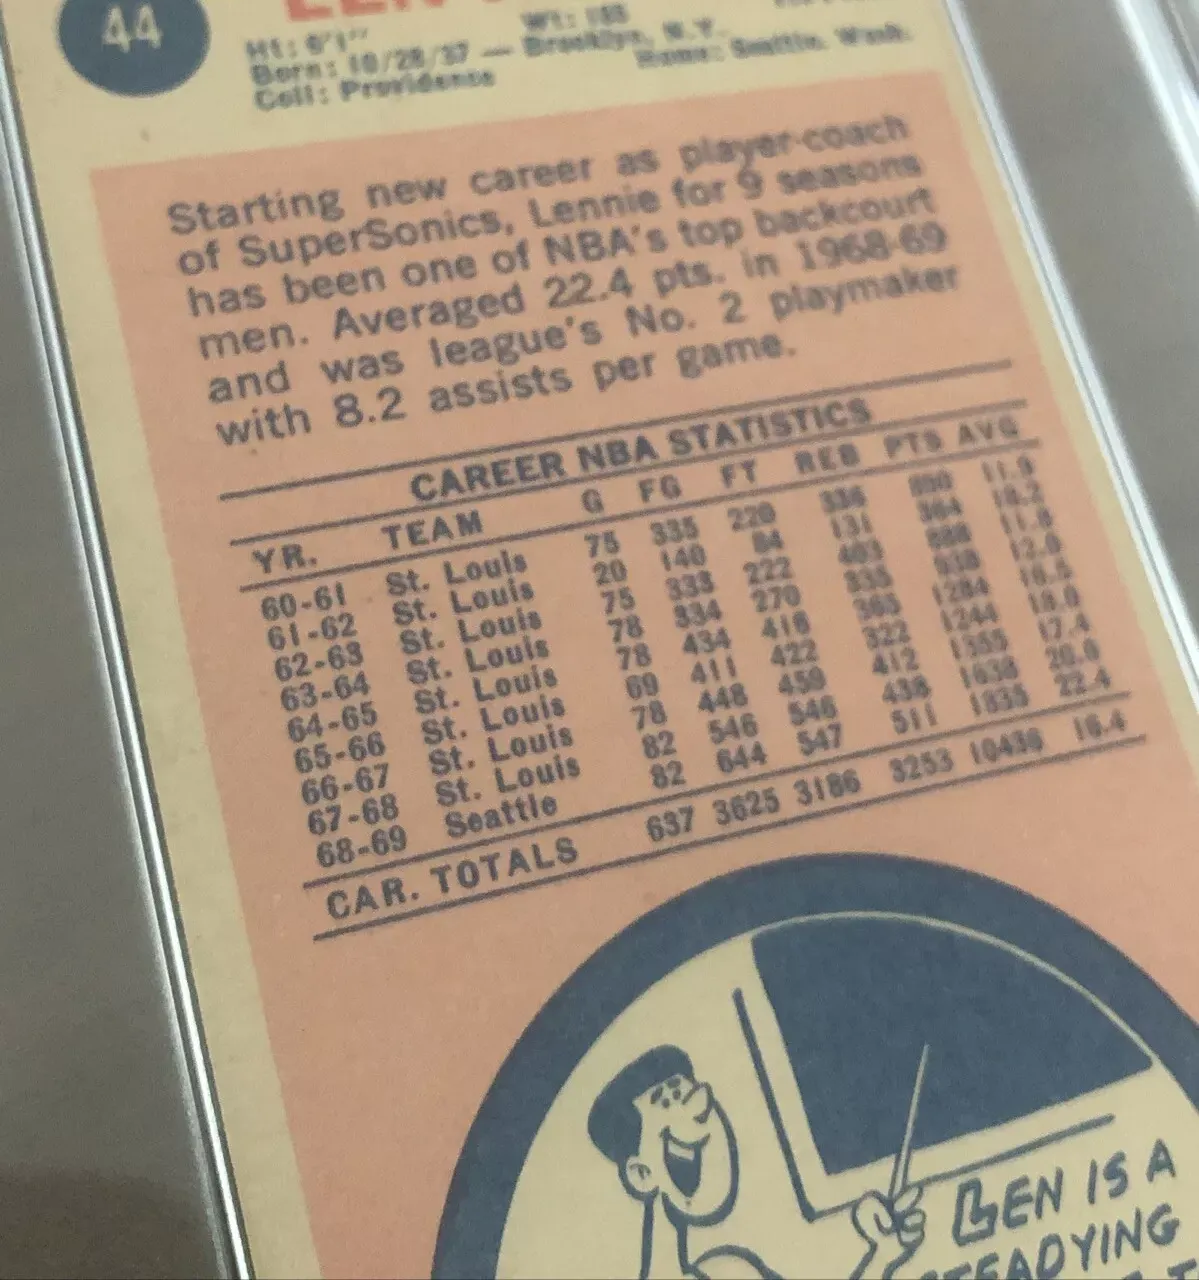 44
LEN
Ht: 6'1" Wt: 185
Born: 10/28/37 — Brooklyn, N.Y.
Coll: Providence Home: Seattle, Wash.
Starting new career as player-coach
of SuperSonics, Lennie for 9 seasons
has been one of NBA's top backcourt
men. Averaged 22.4 pts. in 1968-69
and was league's No. 2 playmaker
with 8.2 assists per game.
CAREER NBA STATISTICS
YR. TEAM G FG FT REB PTS AVG
60-61 St. Louis 75 335 220 336 890 11.9
61-62 St. Louis 20 140 84 131 364 18.2
62-63 St. Louis 75 333 222 403 888 11.8
63-64 St. Louis 78 334 270 335 938 12.0
64-65 St. Louis 78 434 416 365 1284 16.5
65-66 St. Louis 69 411 422 322 1244 18.0
66-67 St. Louis 78 448 459 412 1355 17.4
67-68 St. Louis 82 546 546 438 1638 20.0
68-69 Seattle 82 644 547 511 1835 22.4
CAR. TOTALS 637 3625 3186 3253 10436 16.4
LEN IS A
STEADYING